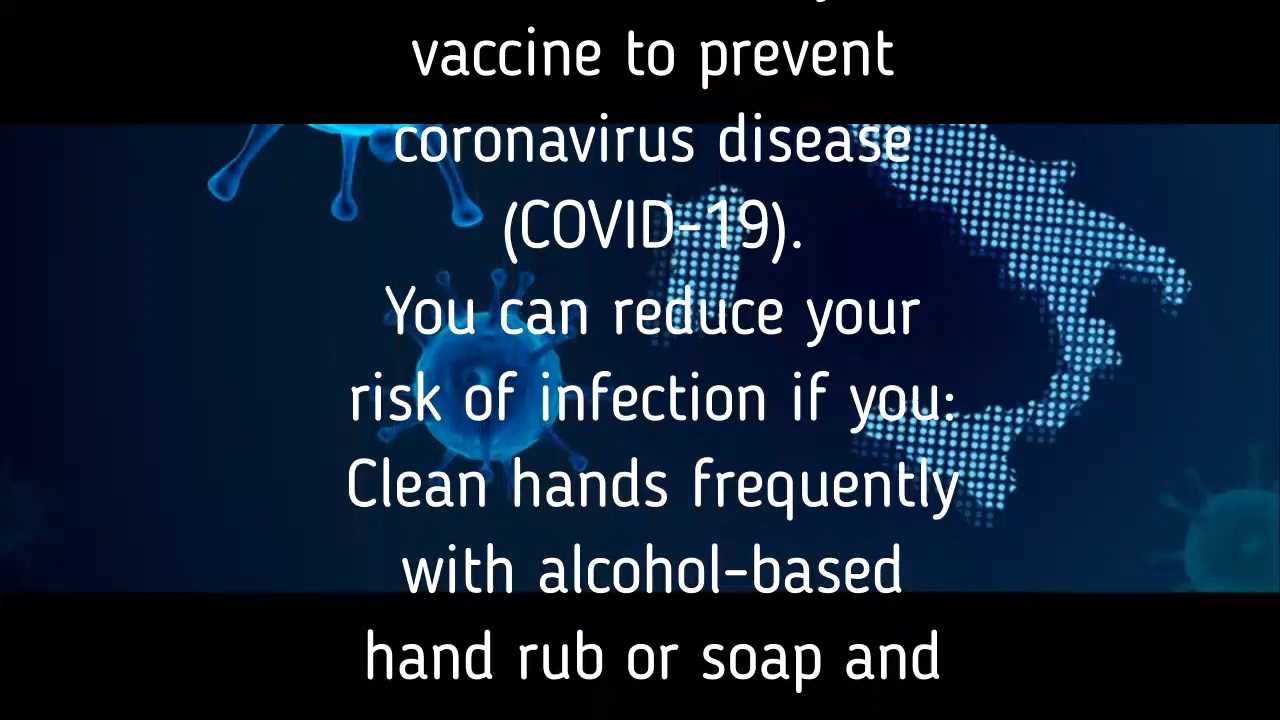 vaccine to prevent
coronavirus disease
(COVID-19).
You can reduce your
risk of infection if you:
Clean hands frequently
with alcohol-based
hand rub or soap and